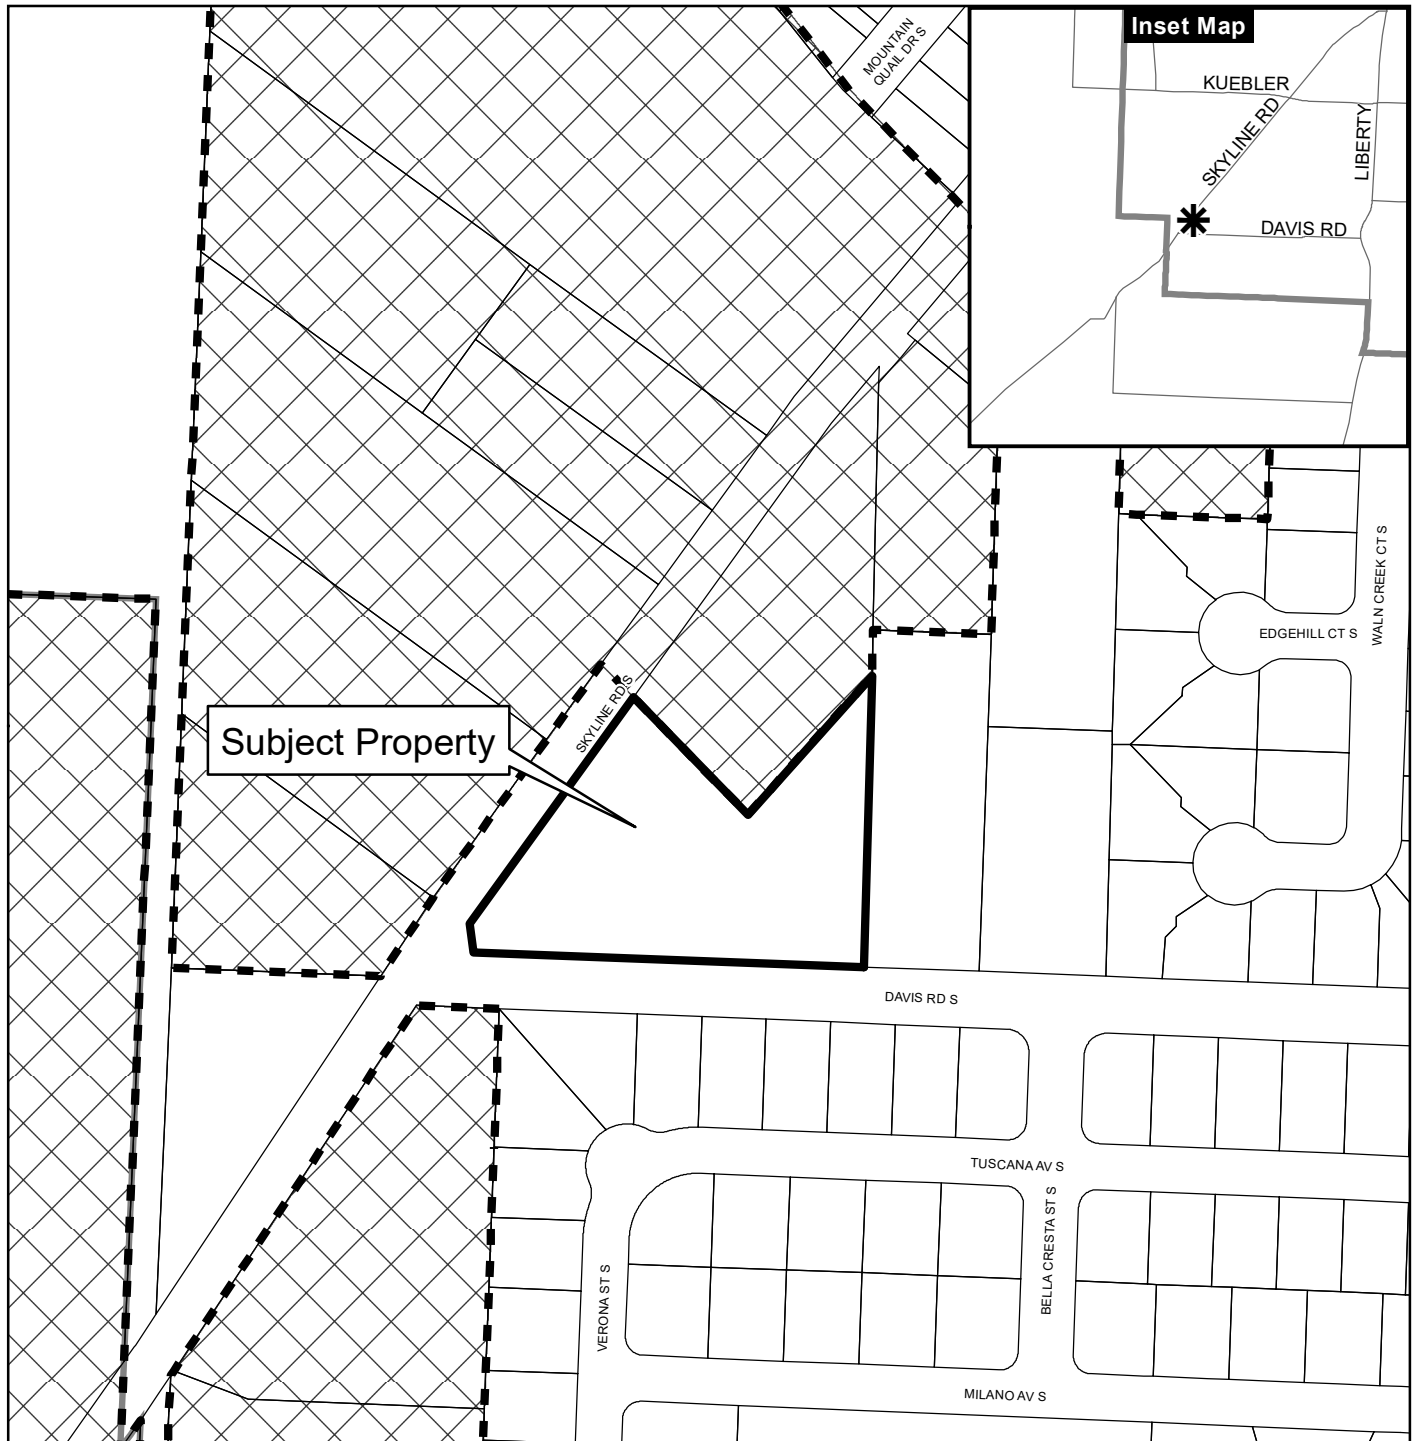 MOUNTAIN
QUAIL DR S
Inset Map
KUEBLER
SKYLINE RD
LIBERTY
DAVIS RD
WALN CREEK CT S
EDGEHILL CT S
SKYLINE RD S
Subject Property
DAVIS RD S
TUSCANA AV S
BELLA CRESTA ST S
VERONA ST S
MILANO AV S